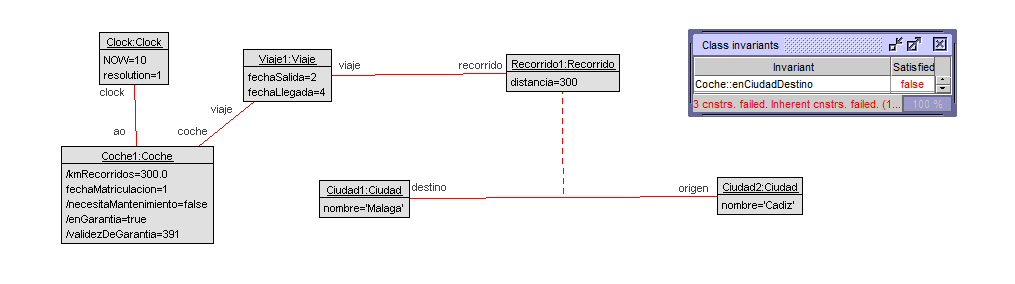 Clock:Clock
NOW=10
resolution=1
clock
ao
Viaje1:Viaje
fechaSalida=2
fechaLlegada=4
viaje
viaje
coche
recorrido
Recorrido1:Recorrido
distancia=300
Coche1:Coche
/kmRecorridos=300.0
fechaMatriculacion=1
/necesitaMantenimiento=false
/enGarantia=true
/validezDeGarantia=391
Ciudad1:Ciudad
nombre='Malaga'
destino
origen
Ciudad2:Ciudad
nombre='Cadiz'
Class invariants
Invariant Satisfied
Coche::enCiudadDestino false
3 cnstrs. failed. Inherent cnstrs. failed. (1... 100 %